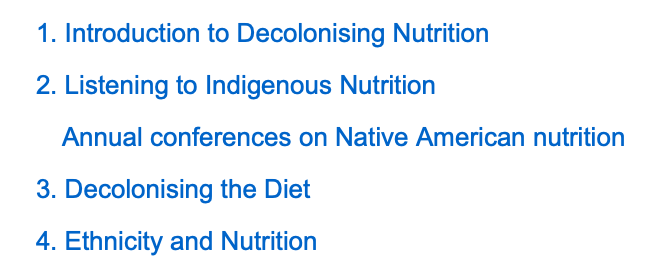 1. Introduction to Decolonising Nutrition
2. Listening to Indigenous Nutrition
Annual conferences on Native American nutrition
3. Decolonising the Diet
4. Ethnicity and Nutrition